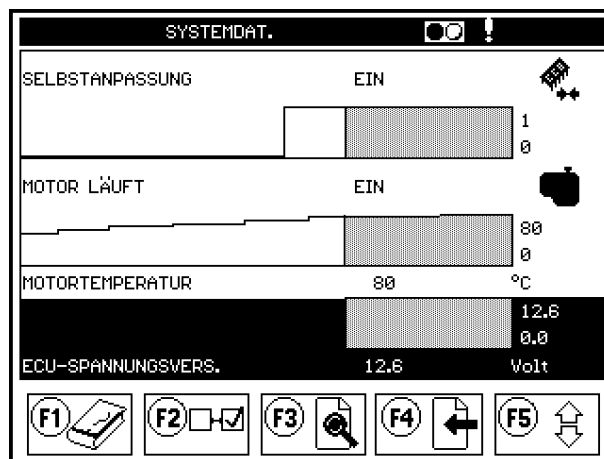 SYSTEMDAT. !
SELBSTANPASSUNG EIN
1
0
MOTOR LÄUFT EIN
80
0
MOTORTEMPERATUR 80 °C
12.6
0.0
ECU-SPANNUNGSVERS. 12.6 Volt
F1 F2 F3 F4 F5